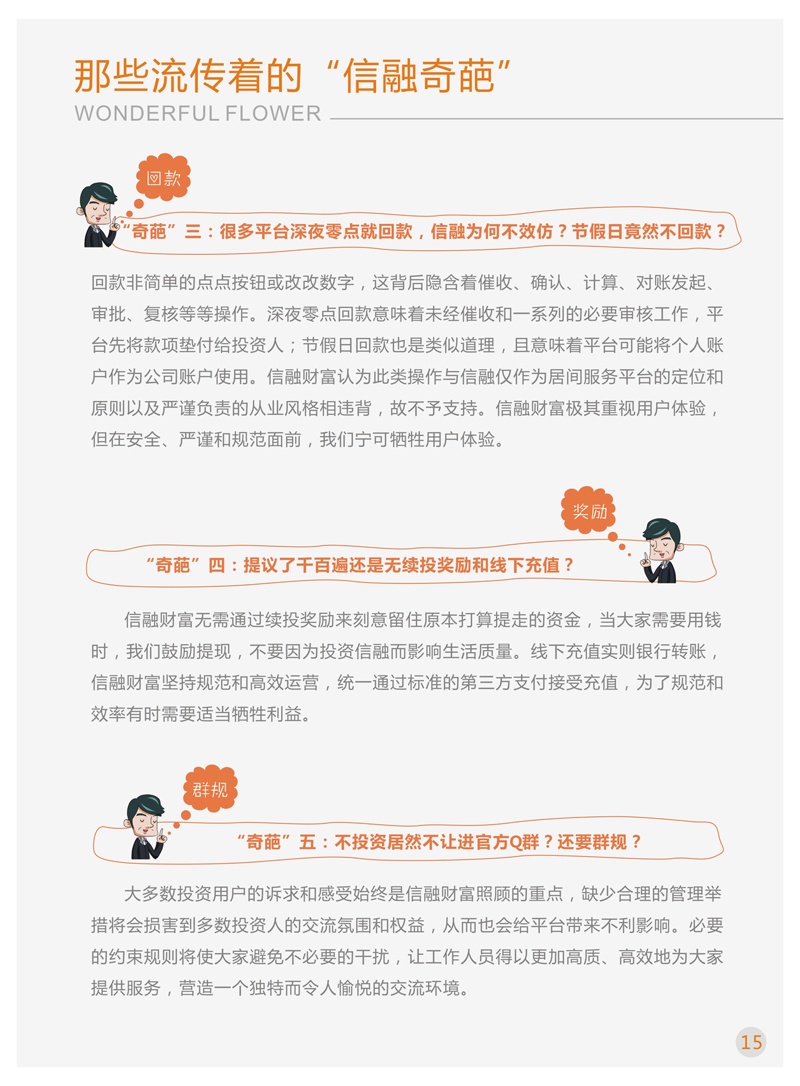 那些流传着的“信融奇葩”
WONDERFUL FLOWER
回款
“奇葩”三：很多平台深夜零点就回款，信融为何不效仿？节假日竟然不回款？
回款非简单的点点按钮或改改数字，这背后隐含着催收、确认、计算、对账发起、
审批、复核等等操作。深夜零点回款意味着未经催收和一系列的必要审核工作，平
台先将款项垫付给投资人；节假日回款也是类似道理，且意味着平台可能将个人账
户作为公司账户使用。信融财富认为此类操作与信融仅作为居间服务平台的定位和
原则以及严谨负责的从业风格相违背，故不予支持。信融财富极其重视用户体验，
但在安全、严谨和规范面前，我们宁可牺牲用户体验。
奖励
“奇葩”四：提议了千百遍还是无续投奖励和线下充值？
信融财富无需通过续投奖励来刻意留住原本打算提走的资金，当大家需要用钱
时，我们鼓励提现，不要因为投资信融而影响生活质量。线下充值实则银行转账，
信融财富坚持规范和高效运营，统一通过标准的第三方支付接受充值，为了规范和
效率有时需要适当牺牲利益。
群规
“奇葩”五：不投资居然不让进官方Q群？还要群规？
大多数投资用户的诉求和感受始终是信融财富照顾的重点，缺少合理的管理举
措将会损害到多数投资人的交流氛围和权益，从而也会给平台带来不利影响。必要
的约束规则将使大家避免不必要的干扰，让工作人员得以更加高质、高效地为大家
提供服务，营造一个独特而令人愉悦的交流环境。
15